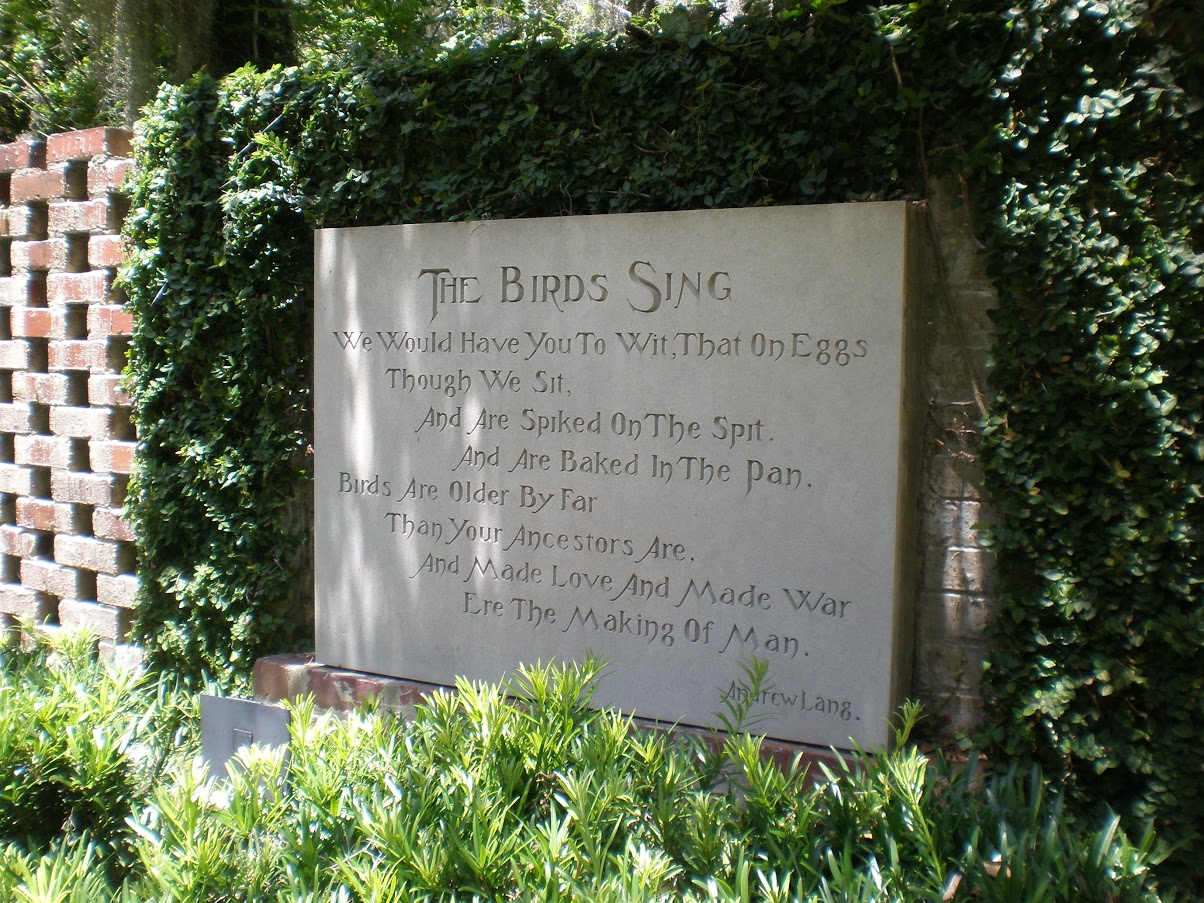 The Birds Sing
We Would Have You To Wit, That On Eggs
Though We Sit,
And Are Spiked On The Spit.
And Are Baked In The Pan.
Birds Are Older By Far
Than Your Ancestors Are,
And Made Love And Made War
Ere The Making Of Man.
Andrew Lang.